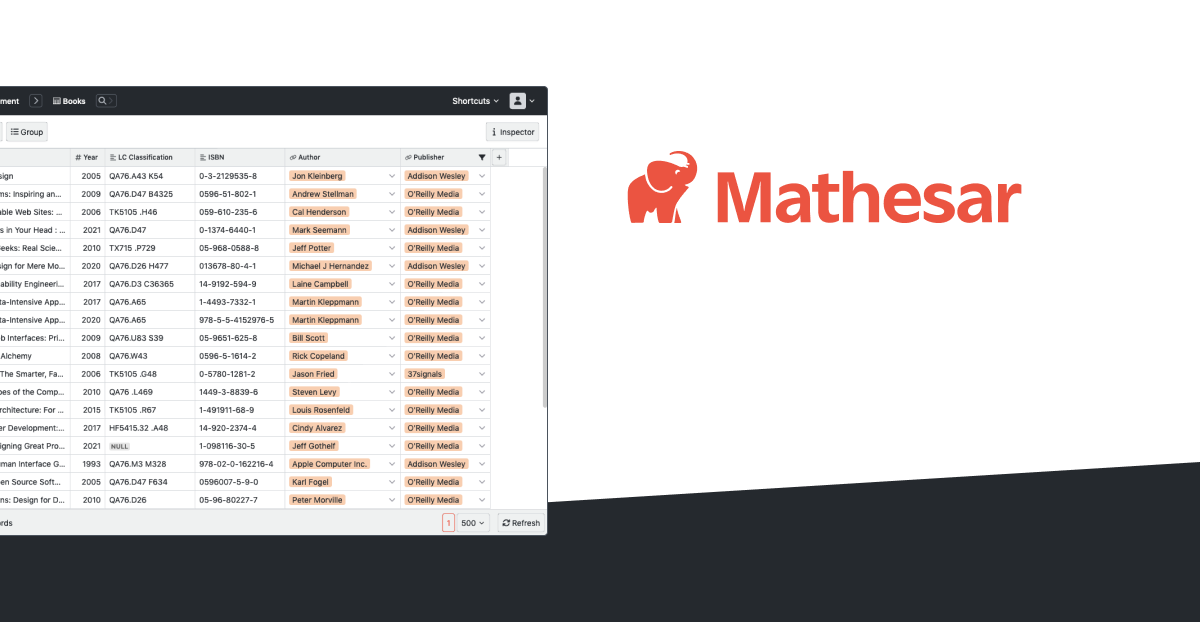 ment Books Shortcuts
Group Inspector
# Year LC Classification ISBN Author Publisher +
sign 2005 QA76.A43 K54 0-3-2129535-8 Jon Kleinberg Addison Wesley
ms: Inspiring an... 2009 QA76.D47 B4325 0596-51-802-1 Andrew Stellman O'Reilly Media
able Web Sites: ... 2006 TK5105 .H46 059-610-235-6 Cal Henderson O'Reilly Media
s in Your Head : ... 2021 QA76.D47 0-1374-6440-1 Mark Seemann Addison Wesley
Geeks: Real Scie... 2010 TX715 .P729 05-968-0588-8 Jeff Potter O'Reilly Media
sign for Mere Mo... 2020 QA76.D26 H477 013678-80-4-1 Michael J Hernandez Addison Wesley
ability Engineeri... 2017 QA76.D3 C36365 14-9192-594-9 Laine Campbell O'Reilly Media
ta-Intensive App... 2017 QA76.A65 1-4493-7332-1 Martin Kleppmann O'Reilly Media
ta-Intensive App... 2020 QA76.A65 978-5-5-4152976-5 Martin Kleppmann O'Reilly Media
b Interfaces: Pri... 2009 QA76.U83 S39 05-9651-625-8 Bill Scott O'Reilly Media
Alchemy 2008 QA76.W43 0596-5-1614-2 Rick Copeland O'Reilly Media
The Smarter, Fa... 2006 TK5105 .G48 0-5780-1281-2 Jason Fried 37signals
pes of the Comp... 2010 QA76 .L469 1449-3-8839-6 Steven Levy O'Reilly Media
rchitecture: For ... 2015 TK5105 .R67 1-491911-68-9 Louis Rosenfeld O'Reilly Media
er Development:... 2017 HF5415.32 .A48 14-920-2374-4 Cindy Alvarez O'Reilly Media
igning Great Pro... 2021 NULL 1-098116-30-5 Jeff Gothelf O'Reilly Media
uman Interface G... 1993 QA76.M3 M328 978-02-0-162216-4 Apple Computer Inc. Addison Wesley
pen Source Soft... 2005 QA76.D47 F634 0596007-5-9-0 Karl Fogel O'Reilly Media
ns: Design for D... 2010 QA76.D26 05-96-80227-7 Peter Morville O'Reilly Media
rds 1 500 Refresh
Mathesar